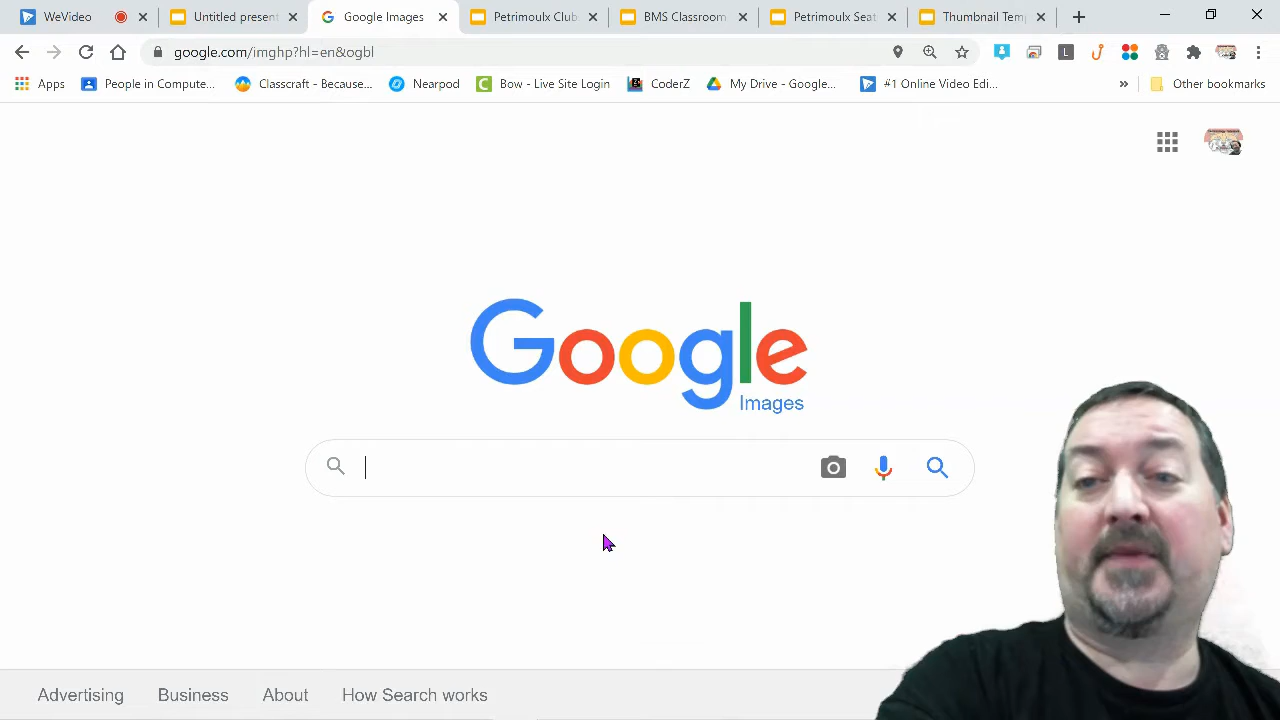 WeVideo
Untitled present
Google Images
Petrimoulx Club
BMS Classroom
Petrimoulx Seat
Thumbnail Temp
google.com/imghp?hl=en&ogbl
Apps
People in Compute...
Classcraft - Because...
Nearpod
Bow - Live Site Login
CoderZ
My Drive - Google...
#1 Online Video Edi...
»
Other bookmarks
Google
Images
Advertising
Business
About
How Search works